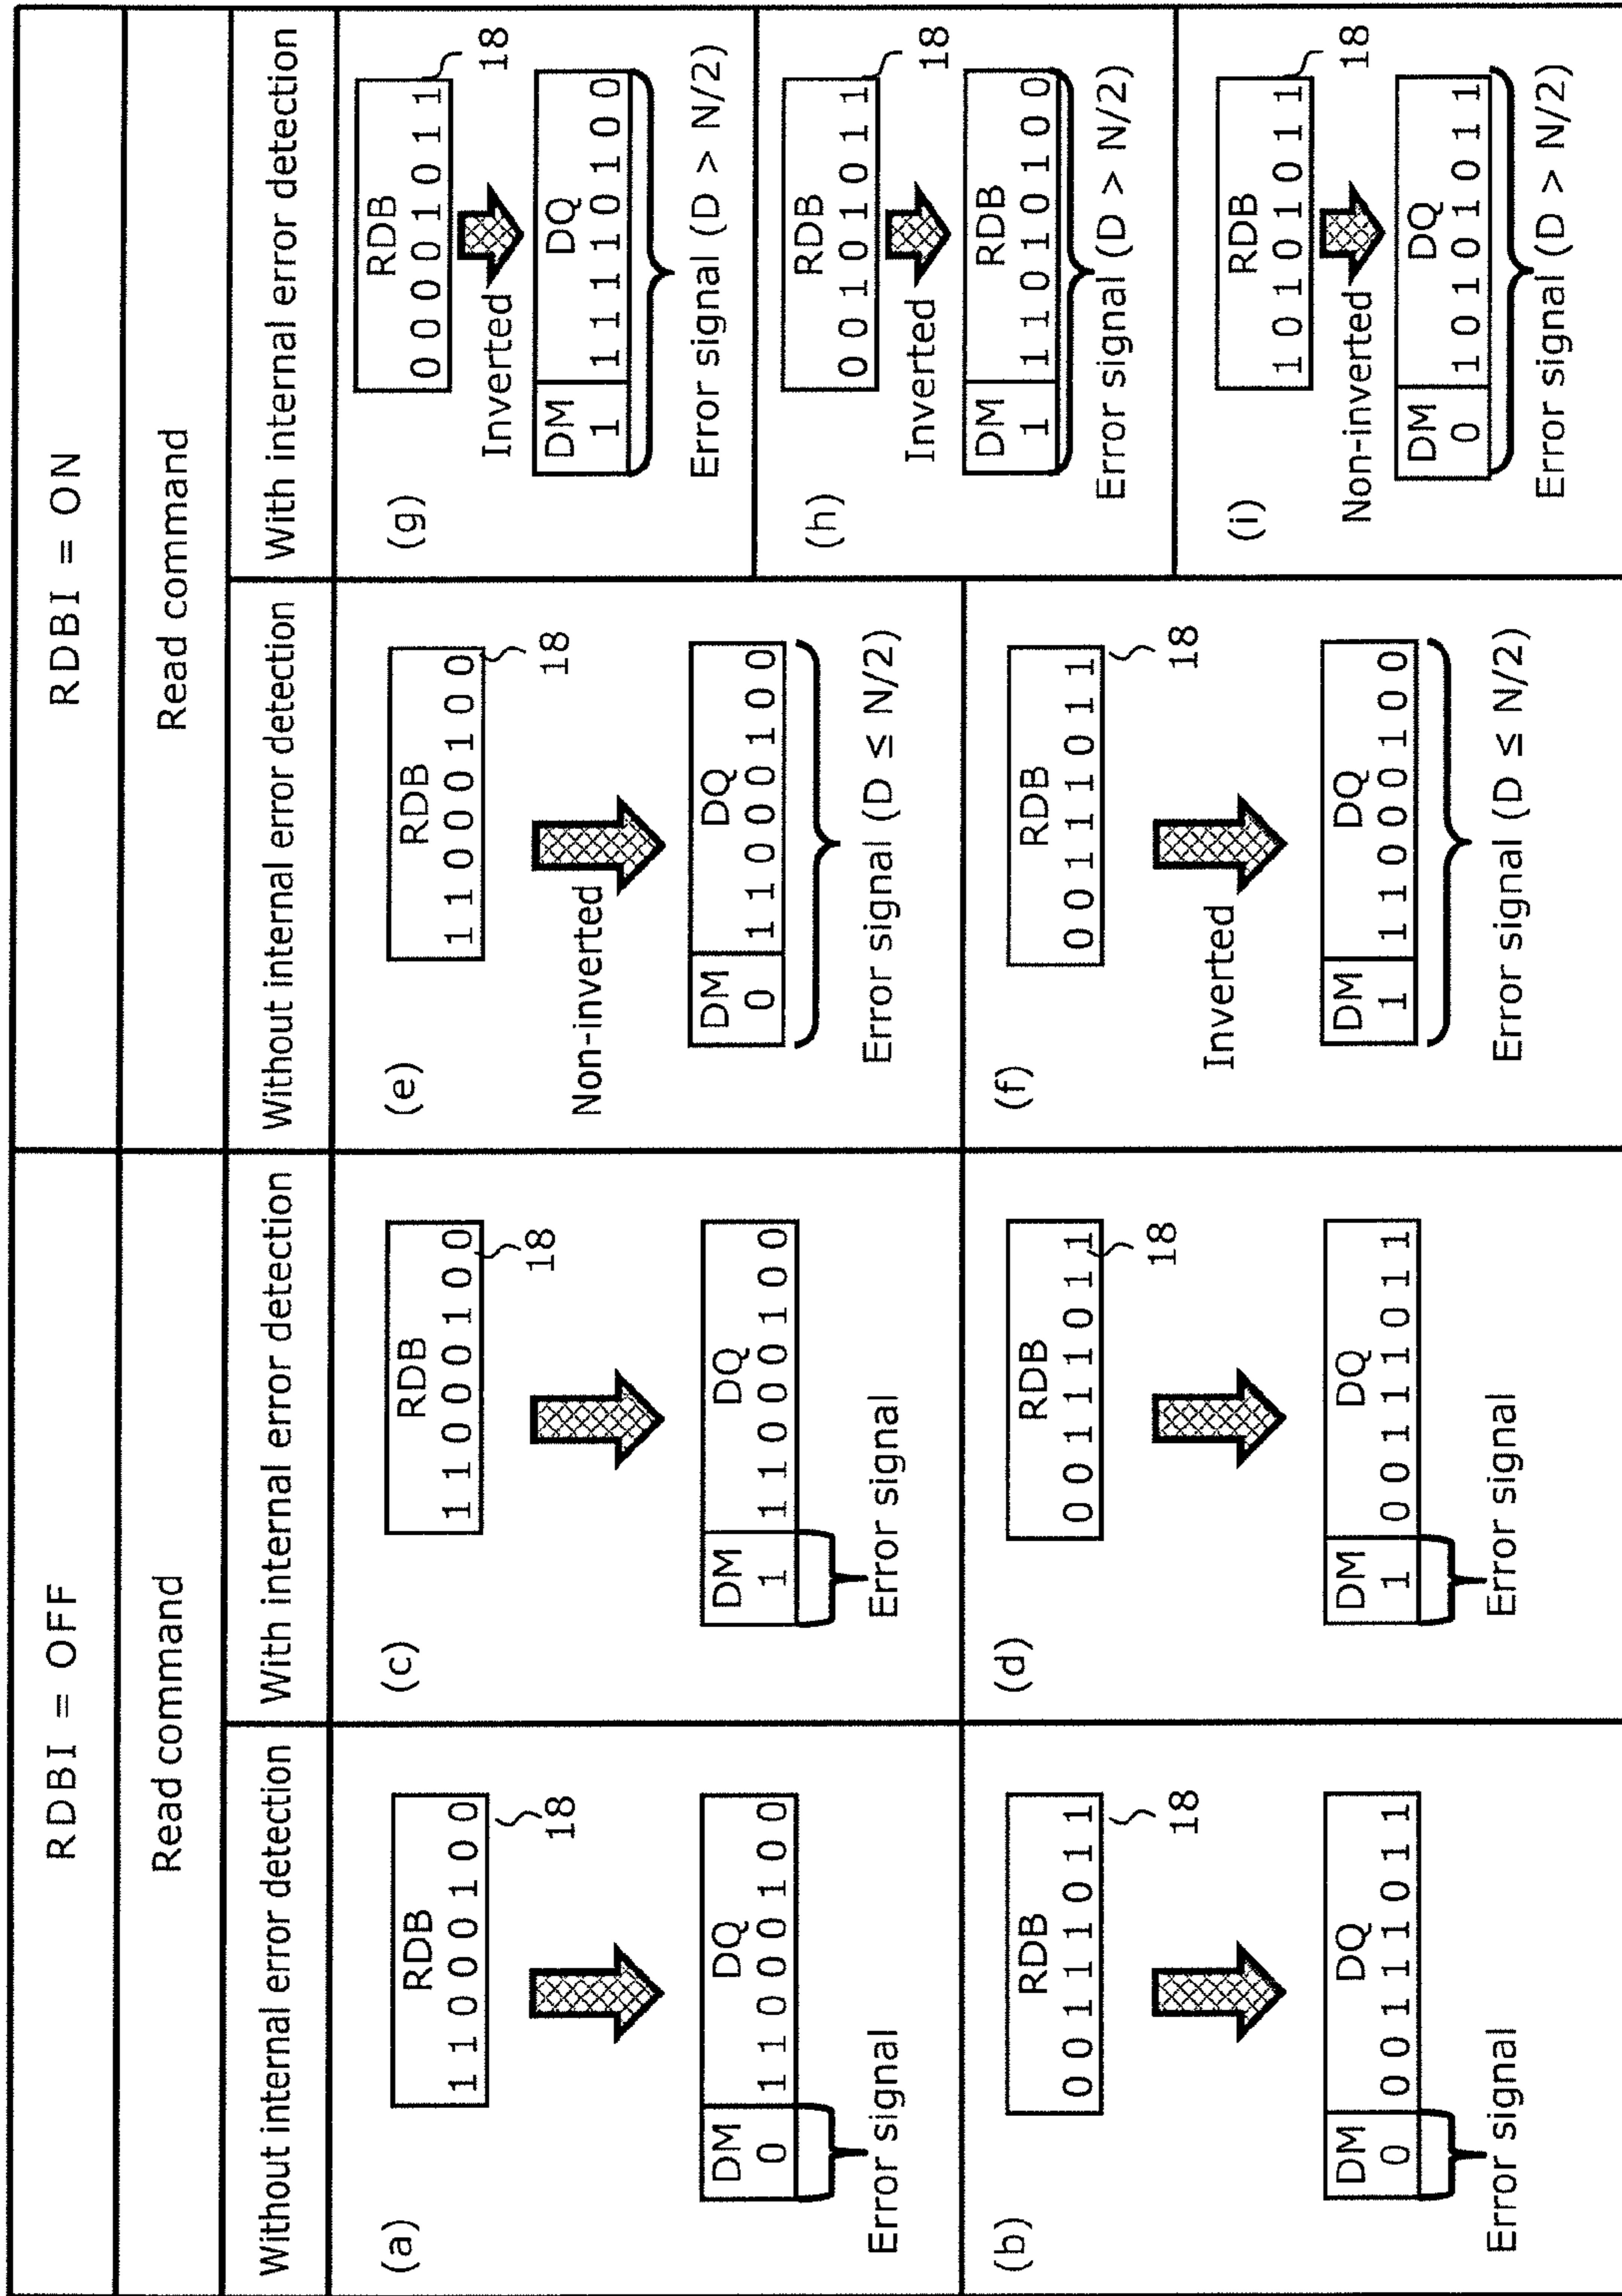 RDBI = OFF
Read command
Without internal error detection
(a)
RDB
1 1 0 0 0 1 0 0
18
DM DQ
0 1 1 0 0 0 1 0 0
Error signal
(b)
RDB
0 0 1 1 1 0 1 1
18
DM DQ
0 0 0 1 1 1 0 1 1
Error signal
With internal error detection
(c)
RDB
1 1 0 0 0 1 0 0
18
DM DQ
1 1 1 0 0 0 1 0 0
Error signal
(d)
RDB
0 0 1 1 1 0 1 1
18
DM DQ
1 0 0 1 1 1 0 1 1
Error signal
RDBI = ON
Read command
Without internal error detection
(e)
RDB
1 1 0 0 0 1 0 0
18
Non-inverted
DM DQ
0 1 1 0 0 0 1 0 0
Error signal (D ≤ N/2)
(f)
RDB
0 0 1 1 1 0 1 1
18
Inverted
DM DQ
1 1 1 0 0 0 1 0 0
Error signal (D ≤ N/2)
With internal error detection
(g)
RDB
0 0 0 0 1 0 1 1
18
Inverted
DM DQ
1 1 1 1 1 0 1 0 0
Error signal (D > N/2)
(h)
RDB
0 0 1 0 1 0 1 1
18
Inverted
DM RDB
1 1 1 0 1 0 1 0 0
Error signal (D > N/2)
(i)
RDB
1 0 1 0 1 0 1 1
18
Non-inverted
DM DQ
0 1 0 1 0 1 0 1 1
Error signal (D > N/2)